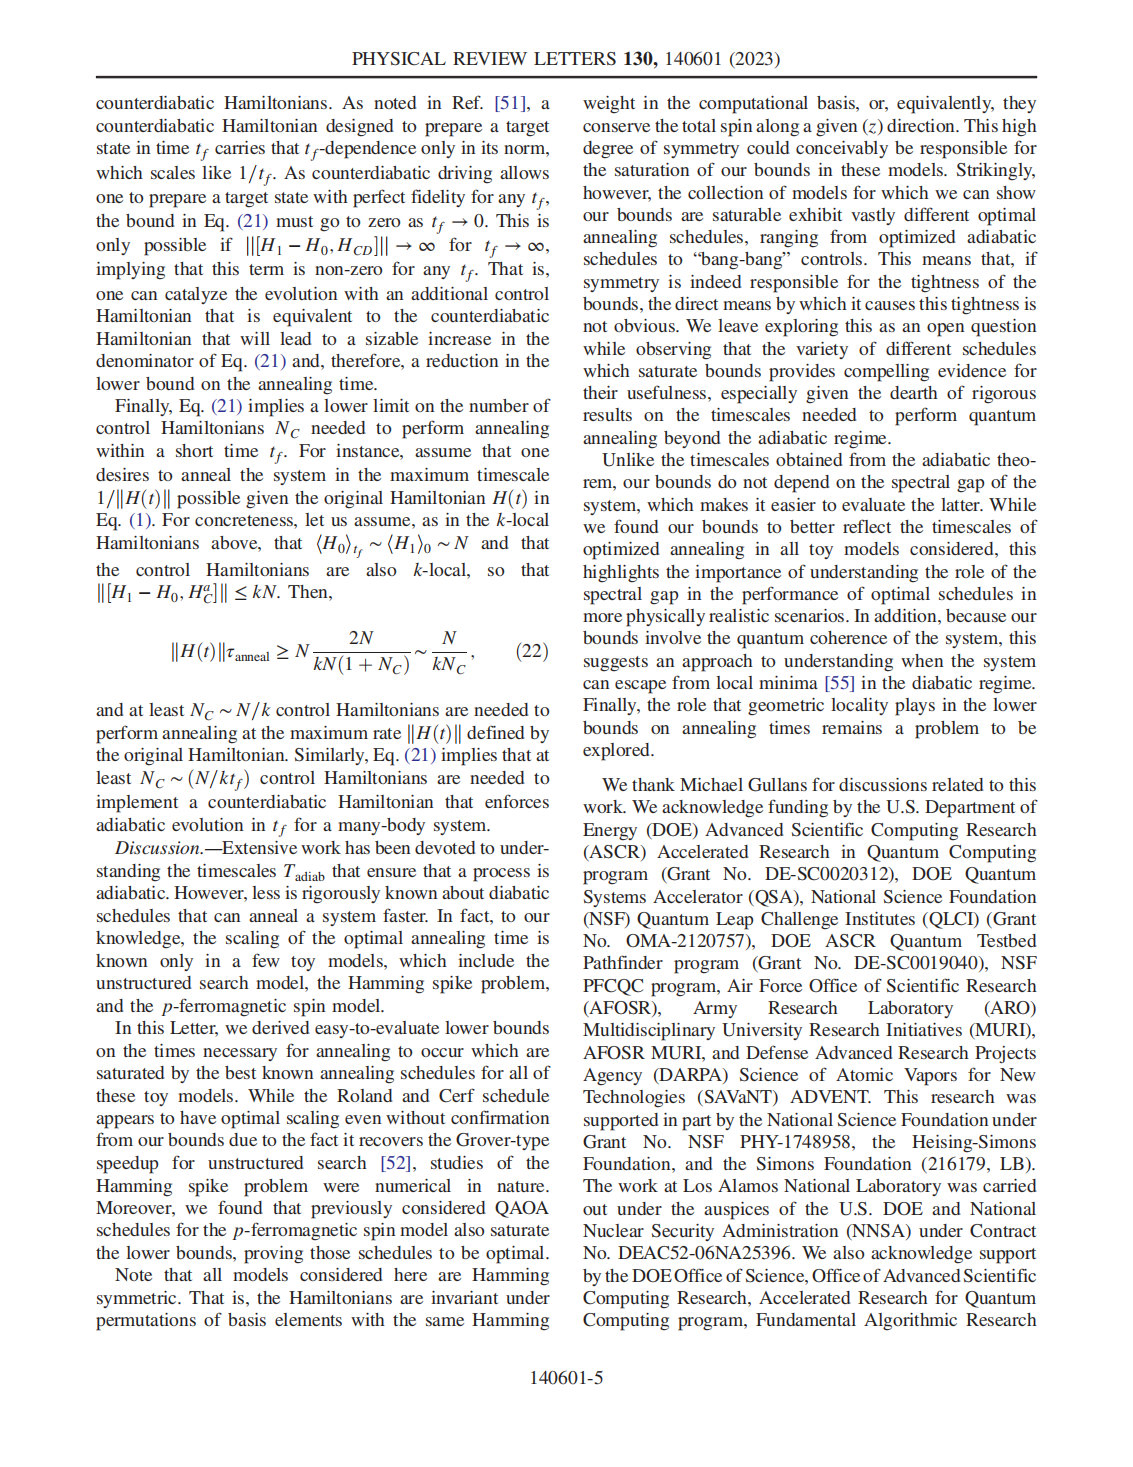 PHYSICAL REVIEW LETTERS 130, 140601 (2023)
counterdiabatic Hamiltonians. As noted in Ref. [51], a
counterdiabatic Hamiltonian designed to prepare a target
state in time t_f carries that t_f-dependence only in its norm,
which scales like 1/t_f. As counterdiabatic driving allows
one to prepare a target state with perfect fidelity for any t_f,
the bound in Eq. (21) must go to zero as t_f → 0. This is
only possible if ||[H_1 − H_0, H_CD]|| → ∞ for t_f → ∞,
implying that this term is non-zero for any t_f. That is,
one can catalyze the evolution with an additional control
Hamiltonian that is equivalent to the counterdiabatic
Hamiltonian that will lead to a sizable increase in the
denominator of Eq. (21) and, therefore, a reduction in the
lower bound on the annealing time.
Finally, Eq. (21) implies a lower limit on the number of
control Hamiltonians N_C needed to perform annealing
within a short time t_f. For instance, assume that one
desires to anneal the system in the maximum timescale
1/‖H(t)‖ possible given the original Hamiltonian H(t) in
Eq. (1). For concreteness, let us assume, as in the k-local
Hamiltonians above, that ⟨H_0⟩_{t_f} ∼ ⟨H_1⟩_0 ∼ N and that
the control Hamiltonians are also k-local, so that
‖[H_1 − H_0, H_C^a]‖ ≤ kN. Then,
‖H(t)‖τ_anneal ≥ N 2N/(kN(1 + N_C)) ∼ N/(kN_C), (22)
and at least N_C ∼ N/k control Hamiltonians are needed to
perform annealing at the maximum rate ‖H(t)‖ defined by
the original Hamiltonian. Similarly, Eq. (21) implies that at
least N_C ∼ (N/kt_f) control Hamiltonians are needed to
implement a counterdiabatic Hamiltonian that enforces
adiabatic evolution in t_f for a many-body system.
Discussion.—Extensive work has been devoted to under-
standing the timescales T_adiab that ensure that a process is
adiabatic. However, less is rigorously known about diabatic
schedules that can anneal a system faster. In fact, to our
knowledge, the scaling of the optimal annealing time is
known only in a few toy models, which include the
unstructured search model, the Hamming spike problem,
and the p-ferromagnetic spin model.
In this Letter, we derived easy-to-evaluate lower bounds
on the times necessary for annealing to occur which are
saturated by the best known annealing schedules for all of
these toy models. While the Roland and Cerf schedule
appears to have optimal scaling even without confirmation
from our bounds due to the fact it recovers the Grover-type
speedup for unstructured search [52], studies of the
Hamming spike problem were numerical in nature.
Moreover, we found that previously considered QAOA
schedules for the p-ferromagnetic spin model also saturate
the lower bounds, proving those schedules to be optimal.
Note that all models considered here are Hamming
symmetric. That is, the Hamiltonians are invariant under
permutations of basis elements with the same Hamming
weight in the computational basis, or, equivalently, they
conserve the total spin along a given (z) direction. This high
degree of symmetry could conceivably be responsible for
the saturation of our bounds in these models. Strikingly,
however, the collection of models for which we can show
our bounds are saturable exhibit vastly different optimal
annealing schedules, ranging from optimized adiabatic
schedules to “bang-bang” controls. This means that, if
symmetry is indeed responsible for the tightness of the
bounds, the direct means by which it causes this tightness is
not obvious. We leave exploring this as an open question
while observing that the variety of different schedules
which saturate bounds provides compelling evidence for
their usefulness, especially given the dearth of rigorous
results on the timescales needed to perform quantum
annealing beyond the adiabatic regime.
Unlike the timescales obtained from the adiabatic theo-
rem, our bounds do not depend on the spectral gap of the
system, which makes it easier to evaluate the latter. While
we found our bounds to better reflect the timescales of
optimized annealing in all toy models considered, this
highlights the importance of understanding the role of the
spectral gap in the performance of optimal schedules in
more physically realistic scenarios. In addition, because our
bounds involve the quantum coherence of the system, this
suggests an approach to understanding when the system
can escape from local minima [55] in the diabatic regime.
Finally, the role that geometric locality plays in the lower
bounds on annealing times remains a problem to be
explored.
We thank Michael Gullans for discussions related to this
work. We acknowledge funding by the U.S. Department of
Energy (DOE) Advanced Scientific Computing Research
(ASCR) Accelerated Research in Quantum Computing
program (Grant No. DE-SC0020312), DOE Quantum
Systems Accelerator (QSA), National Science Foundation
(NSF) Quantum Leap Challenge Institutes (QLCI) (Grant
No. OMA-2120757), DOE ASCR Quantum Testbed
Pathfinder program (Grant No. DE-SC0019040), NSF
PFCQC program, Air Force Office of Scientific Research
(AFOSR), Army Research Laboratory (ARO)
Multidisciplinary University Research Initiatives (MURI),
AFOSR MURI, and Defense Advanced Research Projects
Agency (DARPA) Science of Atomic Vapors for New
Technologies (SAVaNT) ADVENT. This research was
supported in part by the National Science Foundation under
Grant No. NSF PHY-1748958, the Heising-Simons
Foundation, and the Simons Foundation (216179, LB).
The work at Los Alamos National Laboratory was carried
out under the auspices of the U.S. DOE and National
Nuclear Security Administration (NNSA) under Contract
No. DEAC52-06NA25396. We also acknowledge support
by the DOE Office of Science, Office of Advanced Scientific
Computing Research, Accelerated Research for Quantum
Computing program, Fundamental Algorithmic Research
140601-5